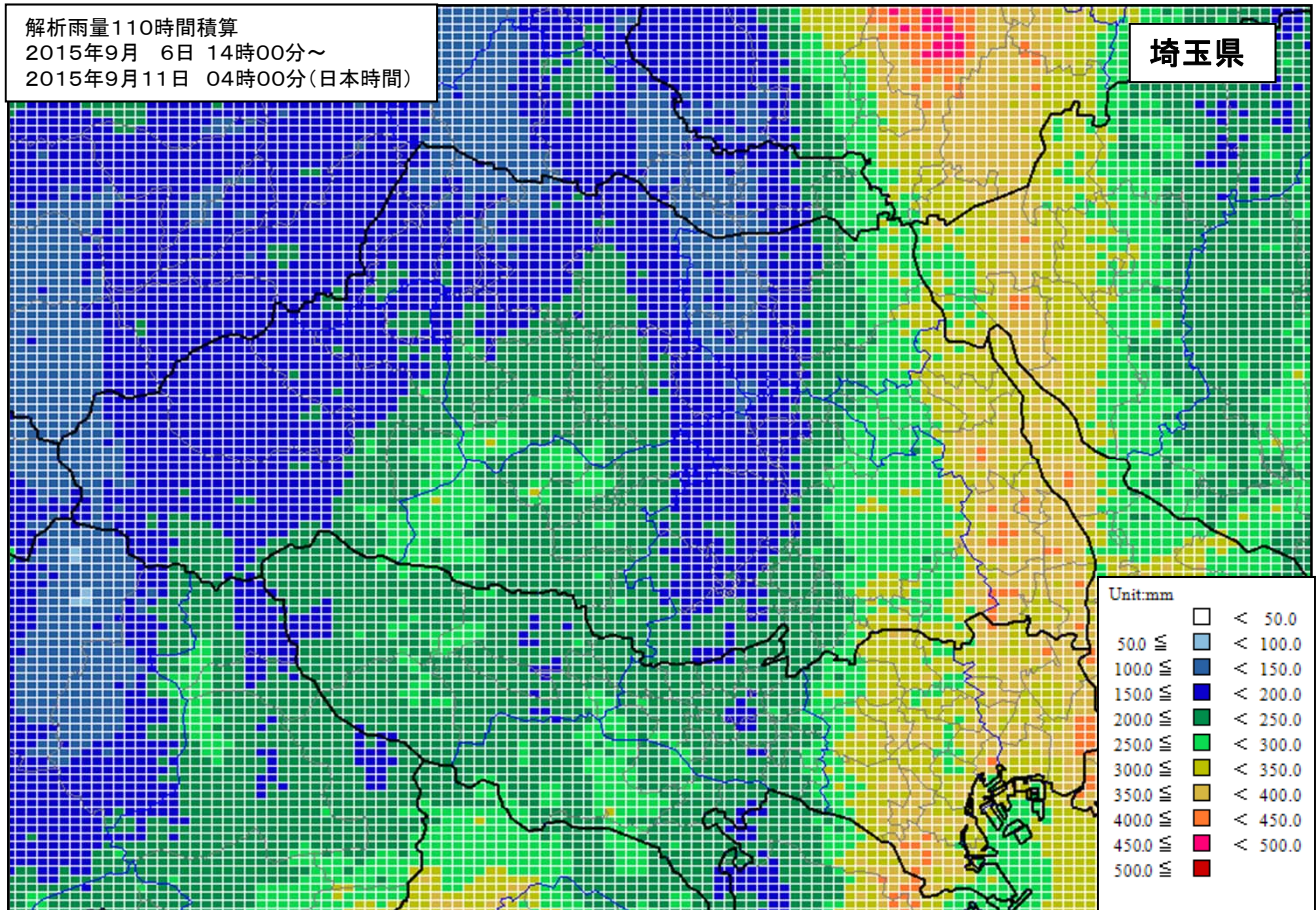 解析雨量110時間積算
2015年9月　6日 14時00分～
2015年9月11日 04時00分(日本時間)
埼玉県
Unit:mm
< 50.0
50.0 ≦ < 100.0
100.0 ≦ < 150.0
150.0 ≦ < 200.0
200.0 ≦ < 250.0
250.0 ≦ < 300.0
300.0 ≦ < 350.0
350.0 ≦ < 400.0
400.0 ≦ < 450.0
450.0 ≦ < 500.0
500.0 ≦